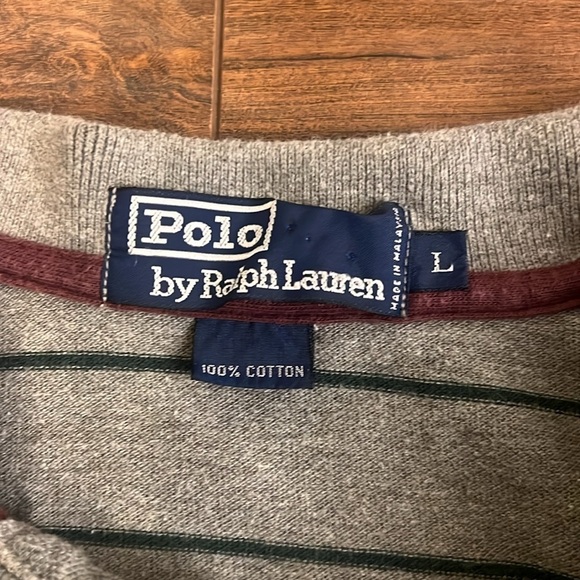 Polo
by Ralph Lauren
MADE IN MALAYSIA
L
100% COTTON